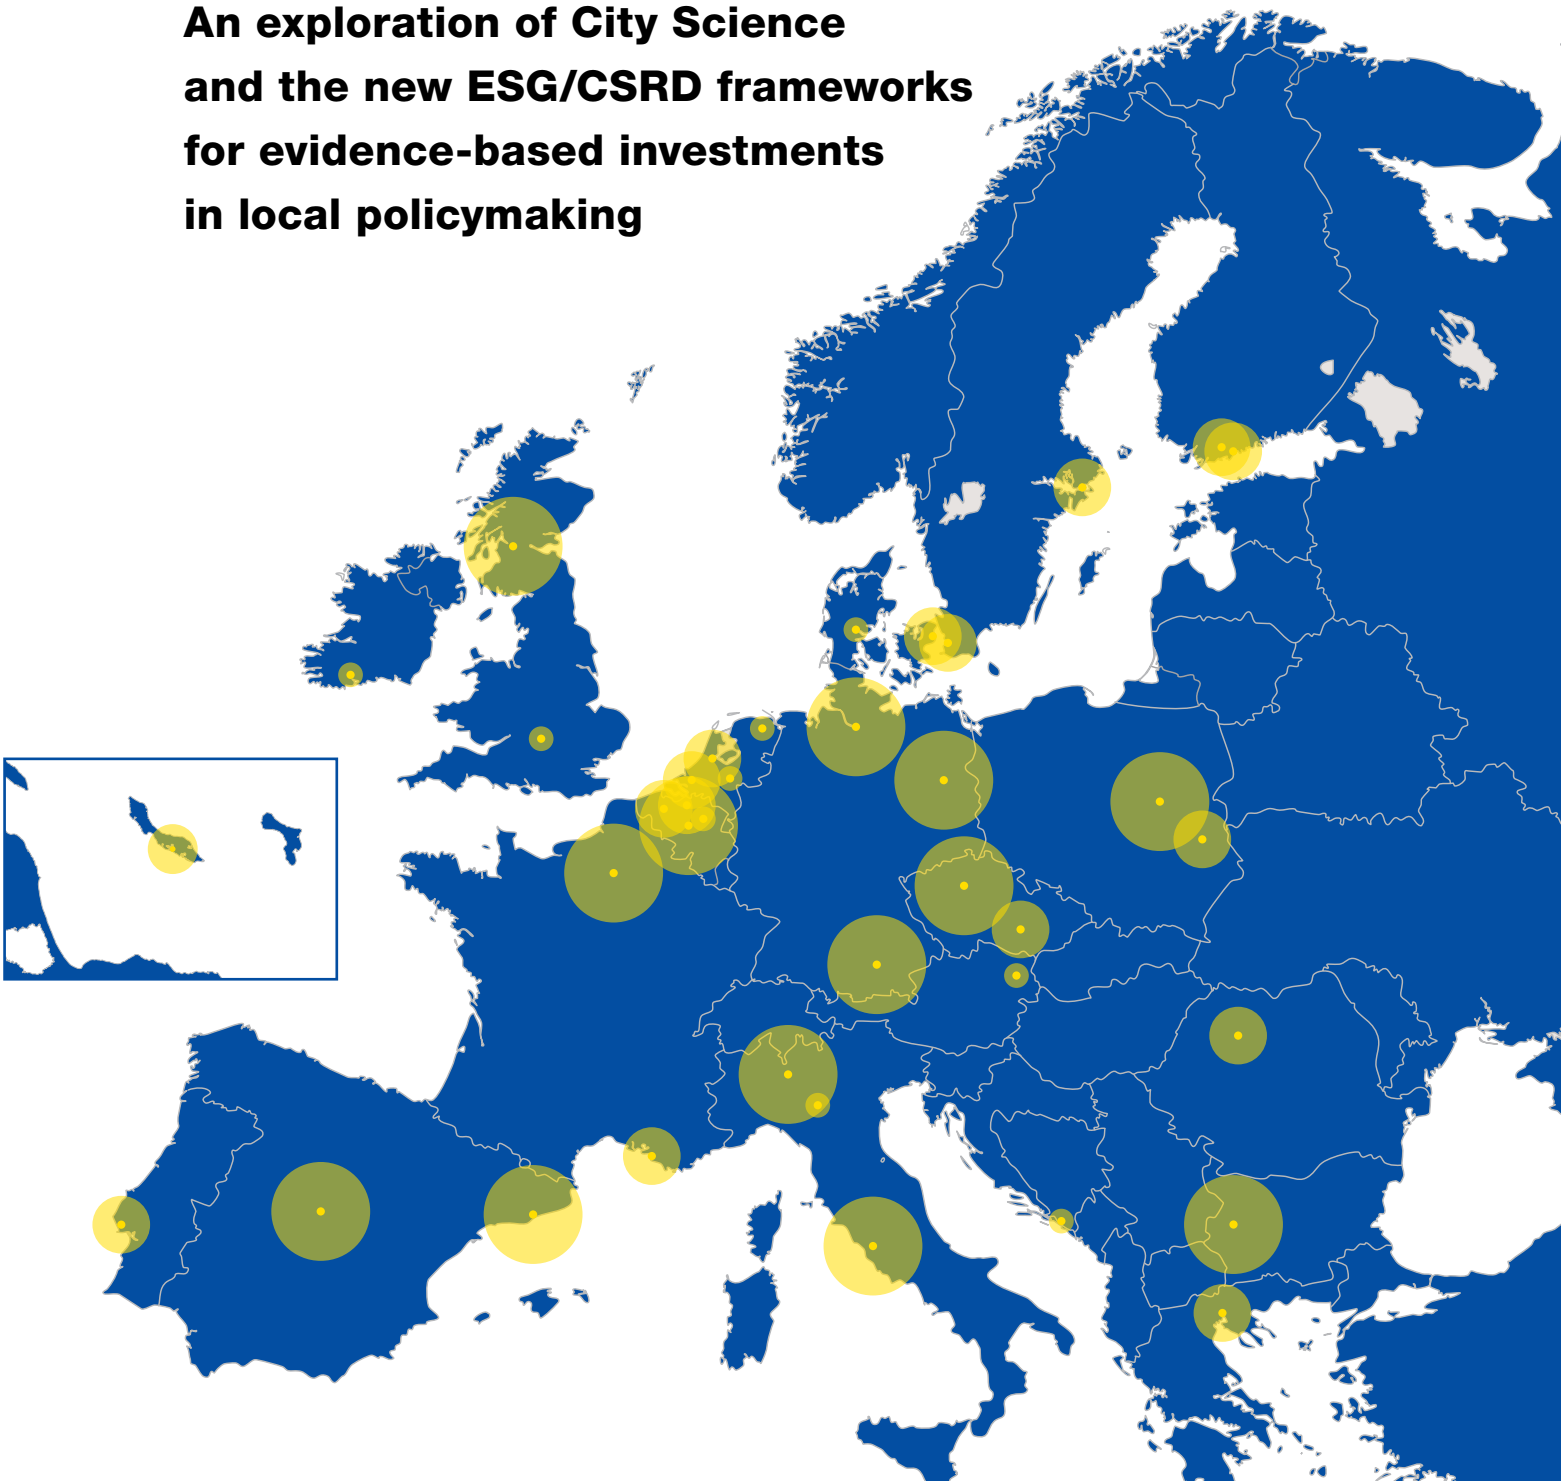 An exploration of City Science
and the new ESG/CSRD frameworks
for evidence-based investments
in local policymaking